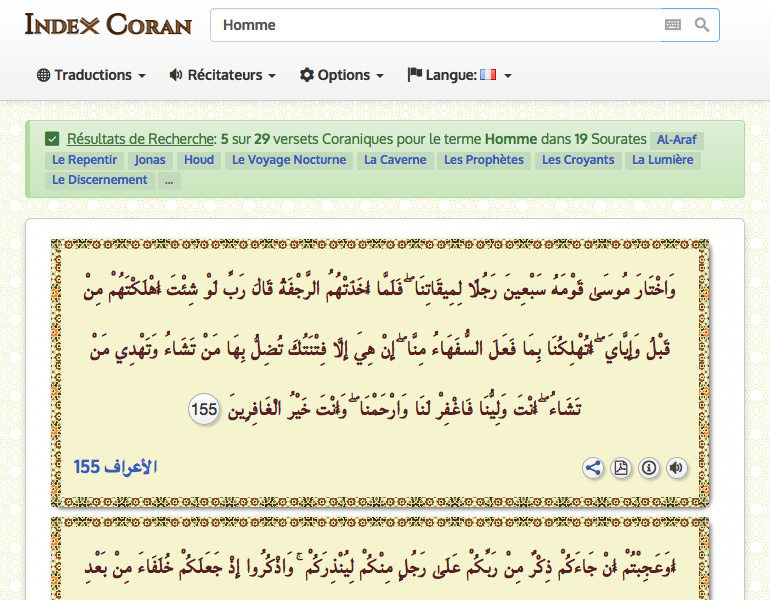 Index Coran
Homme
Traductions
Récitateurs
Options
Langue:
Résultats de Recherche: 5 sur 29 versets Coraniques pour le terme Homme dans 19 Sourates Al-Araf
Le Repentir Jonas Houd Le Voyage Nocturne La Caverne Les Prophètes Les Croyants La Lumière
Le Discernement ...
وَاخْتَارَ مُوسَىٰ قَوْمَهُ سَبْعِينَ رَجُلًا لِمِيقَاتِنَا ۖ فَلَمَّا أَخَذَتْهُمُ الرَّجْفَةُ قَالَ رَبِّ لَوْ شِئْتَ أَهْلَكْتَهُمْ مِنْ
قَبْلُ وَإِيَّايَ ۖ أَتُهْلِكُنَا بِمَا فَعَلَ السُّفَهَاءُ مِنَّا ۖ إِنْ هِيَ إِلَّا فِتْنَتُكَ تُضِلُّ بِهَا مَنْ تَشَاءُ وَتَهْدِي مَنْ
تَشَاءُ ۖ أَنْتَ وَلِيُّنَا فَاغْفِرْ لَنَا وَارْحَمْنَا ۖ وَأَنْتَ خَيْرُ الْغَافِرِينَ 155
الأعراف 155
أَوَعَجِبْتُمْ أَنْ جَاءَكُمْ ذِكْرٌ مِنْ رَبِّكُمْ عَلَىٰ رَجُلٍ مِنْكُمْ لِيُنْذِرَكُمْ ۚ وَاذْكُرُوا إِذْ جَعَلَكُمْ خُلَفَاءَ مِنْ بَعْدِ